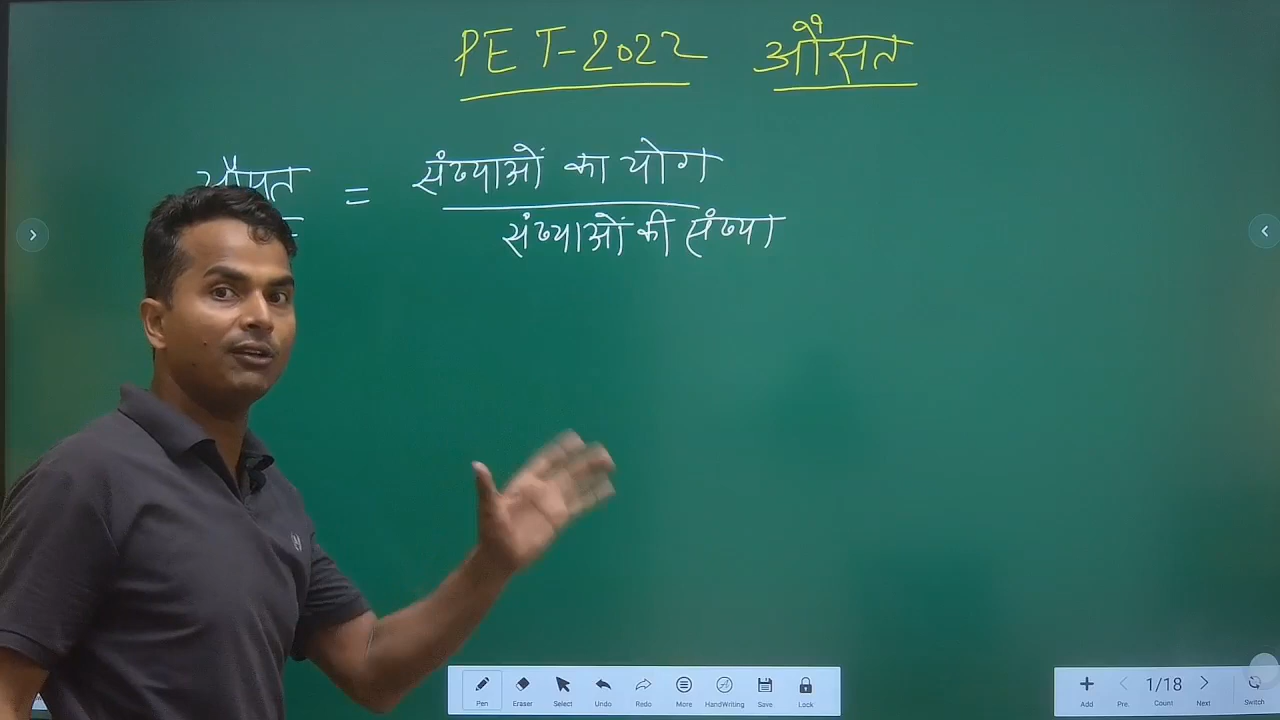 PET-2022 औसत
औसत = संख्याओं का योग
संख्याओं की संख्या
Pen Eraser Select Undo Redo More HandWriting Save Lock
1/18
Add Pre. Count Next Switch